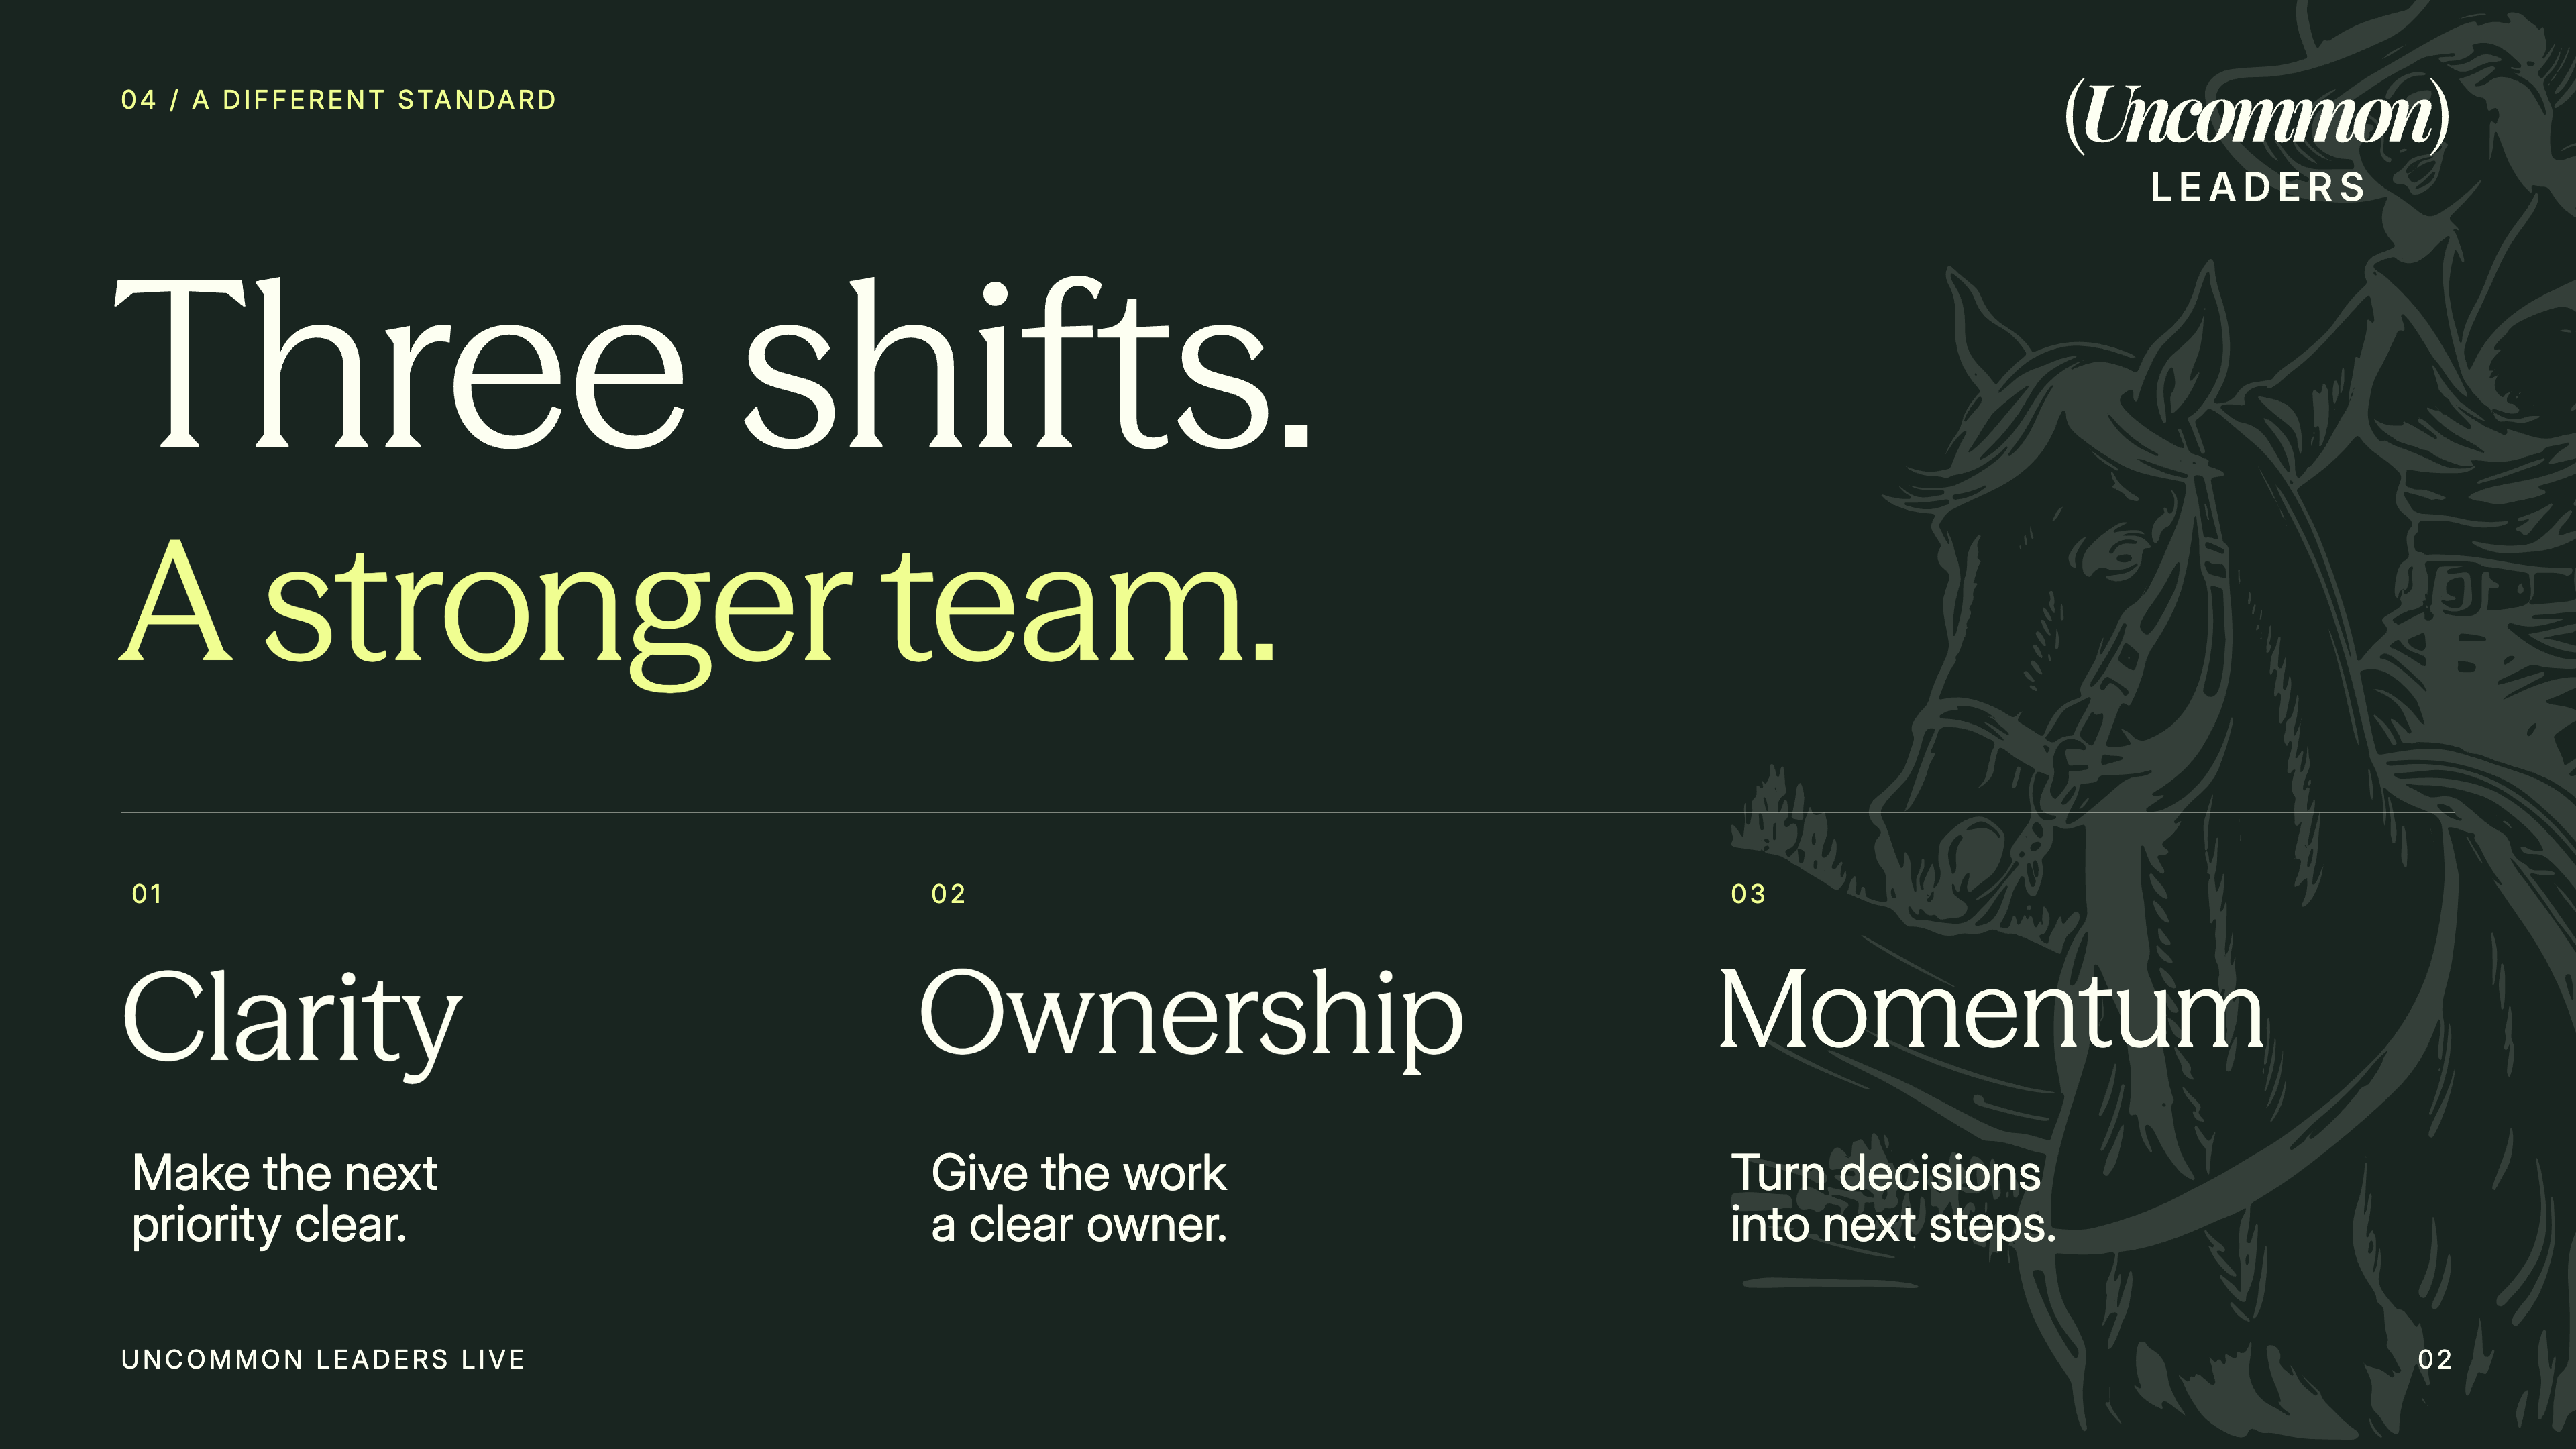 04 / A DIFFERENT STANDARD
(Uncommon)
LEADERS
Three shifts.
A stronger team.
01
Clarity
Make the next
priority clear.
02
Ownership
Give the work
a clear owner.
03
Momentum
Turn decisions
into next steps.
UNCOMMON LEADERS LIVE
02